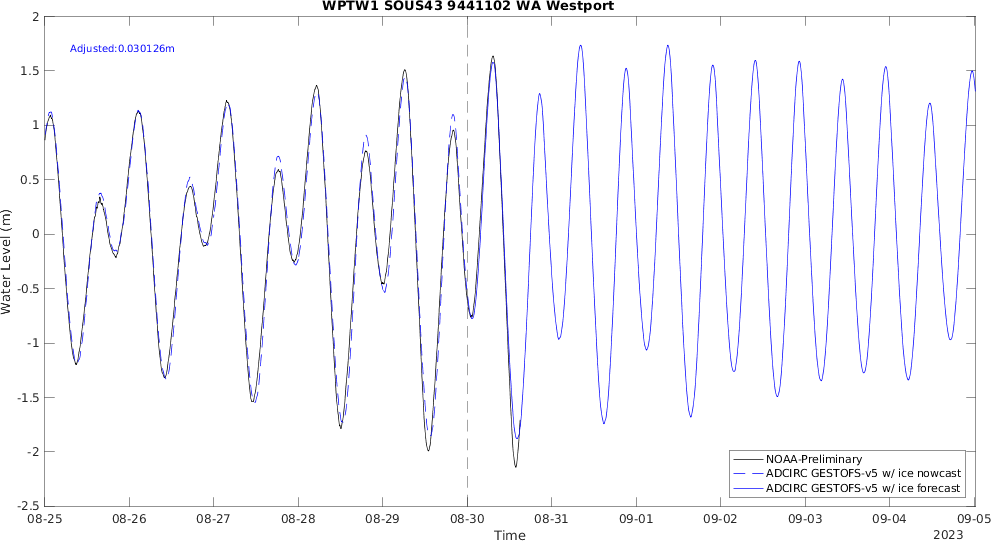 WPTW1 SOUS43 9441102 WA Westport
Adjusted:0.030126m
2
1.5
1
0.5
0
-0.5
-1
-1.5
-2
-2.5
Water Level (m)
NOAA-Preliminary
ADCIRC GESTOFS-v5 w/ ice nowcast
ADCIRC GESTOFS-v5 w/ ice forecast
08-25 08-26 08-27 08-28 08-29 08-30 08-31 09-01 09-02 09-03 09-04 09-05
Time
2023